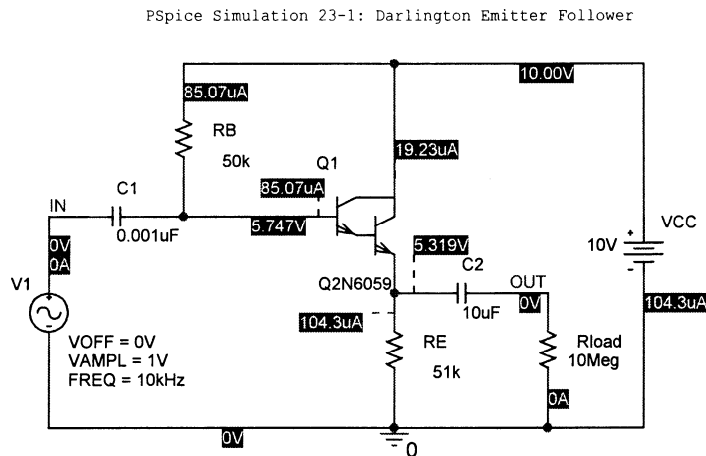 PSpice Simulation 23-1: Darlington Emitter Follower
10.00V
85.07uA
RB
50k
Q1
19.23uA
C1
85.07uA
IN
0.001uF
5.747V
VCC
0V
5.319V
10V
0A
C2
V1
Q2N6059
OUT
0V
10uF
104.3uA
104.3uA
VOFF = 0V
VAMPL = 1V
FREQ = 10kHz
RE
51k
Rload
10Meg
0A
0V
0